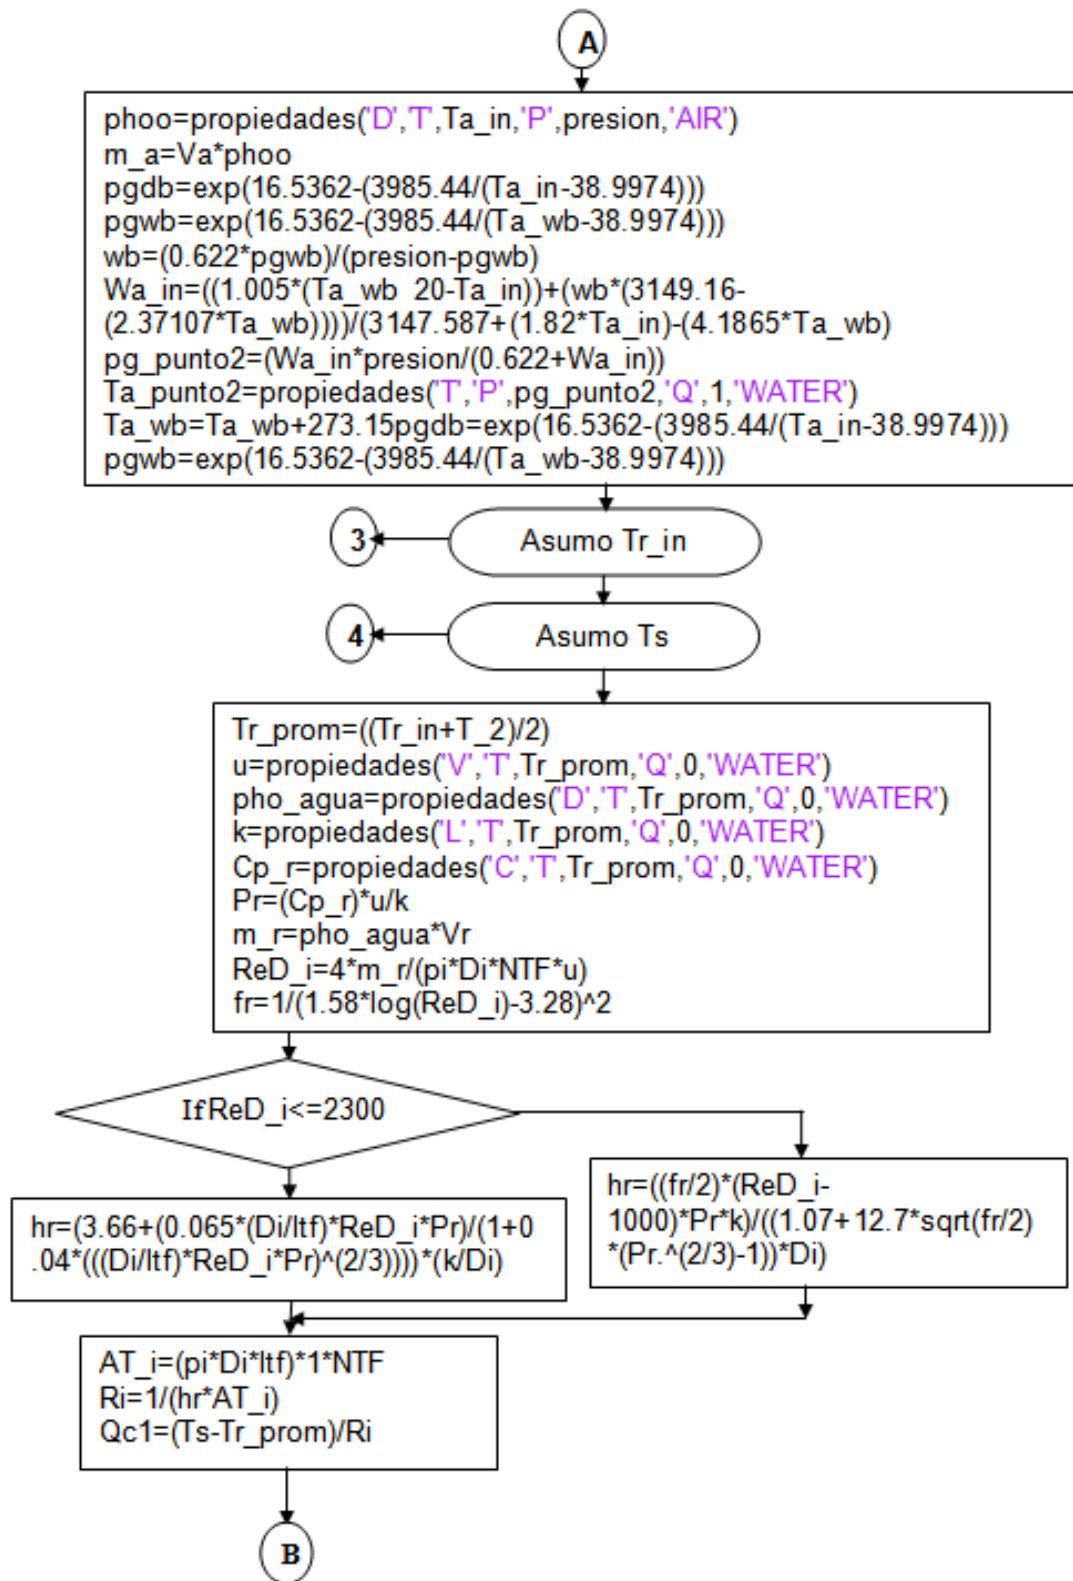 A
phoo=propiedades('D','T',Ta_in,'P',presion,'AIR')
m_a=Va*phoo
pgdb=exp(16.5362-(3985.44/(Ta_in-38.9974)))
pgwb=exp(16.5362-(3985.44/(Ta_wb-38.9974)))
wb=(0.622*pgwb)/(presion-pgwb)
Wa_in=((1.005*(Ta_wb 20-Ta_in))+(wb*(3149.16-
(2.37107*Ta_wb))))/(3147.587+(1.82*Ta_in)-(4.1865*Ta_wb)
pg_punto2=(Wa_in*presion/(0.622+Wa_in))
Ta_punto2=propiedades('T','P',pg_punto2,'Q',1,'WATER')
Ta_wb=Ta_wb+273.15pgdb=exp(16.5362-(3985.44/(Ta_in-38.9974)))
pgwb=exp(16.5362-(3985.44/(Ta_wb-38.9974)))
3
Asumo Tr_in
4
Asumo Ts
Tr_prom=((Tr_in+T_2)/2)
u=propiedades('V','T',Tr_prom,'Q',0,'WATER')
pho_agua=propiedades('D','T',Tr_prom,'Q',0,'WATER')
k=propiedades('L','T',Tr_prom,'Q',0,'WATER')
Cp_r=propiedades('C','T',Tr_prom,'Q',0,'WATER')
Pr=(Cp_r)*u/k
m_r=pho_agua*Vr
ReD_i=4*m_r/(pi*Di*NTF*u)
fr=1/(1.58*log(ReD_i)-3.28)^2
IfReD_i<=2300
hr=(3.66+(0.065*(Di/ltf)*ReD_i*Pr)/(1+0
.04*(((Di/ltf)*ReD_i*Pr)^(2/3))))*(k/Di)
hr=((fr/2)*(ReD_i-
1000)*Pr*k)/((1.07+12.7*sqrt(fr/2)
*(Pr.^(2/3)-1))*Di)
AT_i=(pi*Di*ltf)*1*NTF
Ri=1/(hr*AT_i)
Qc1=(Ts-Tr_prom)/Ri
B